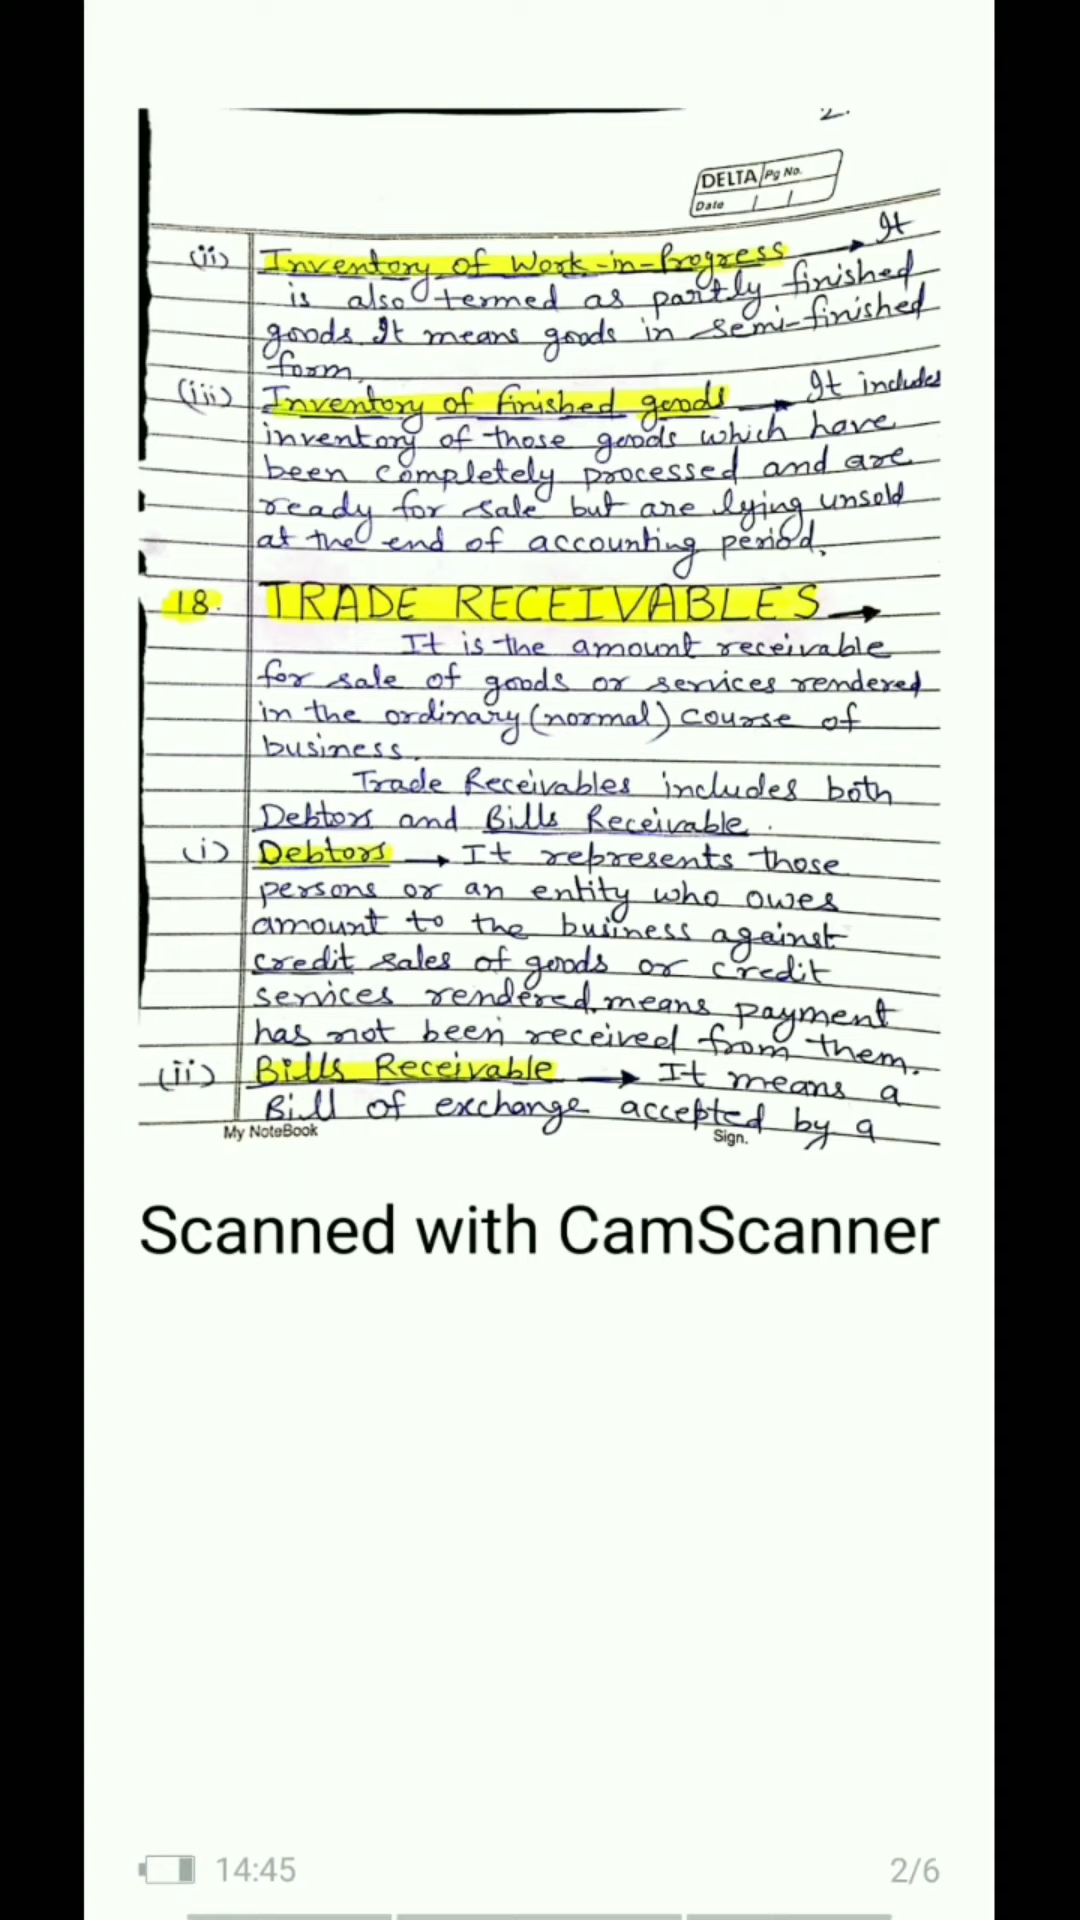 2.
DELTA Pg No.
Date / /
(ii) Inventory of Work-in-Progress → It
is also termed as partly finished
goods. It means goods in semi-finished
form.
(iii) Inventory of finished goods → It includes
inventory of those goods which have
been completely processed and are
ready for sale but are lying unsold
at the end of accounting period.
18. TRADE RECEIVABLES →
It is the amount receivable
for sale of goods or services rendered
in the ordinary (normal) course of
business.
Trade Receivables includes both
Debtors and Bills Receivable.
(i) Debtors → It represents those
persons or an entity who owes
amount to the business against
credit sales of goods or credit
services rendered. means payment
has not been received from them.
(ii) Bills Receivable → It means a
Bill of exchange accepted by a
My NoteBook Sign.
Scanned with CamScanner
14:45 2/6